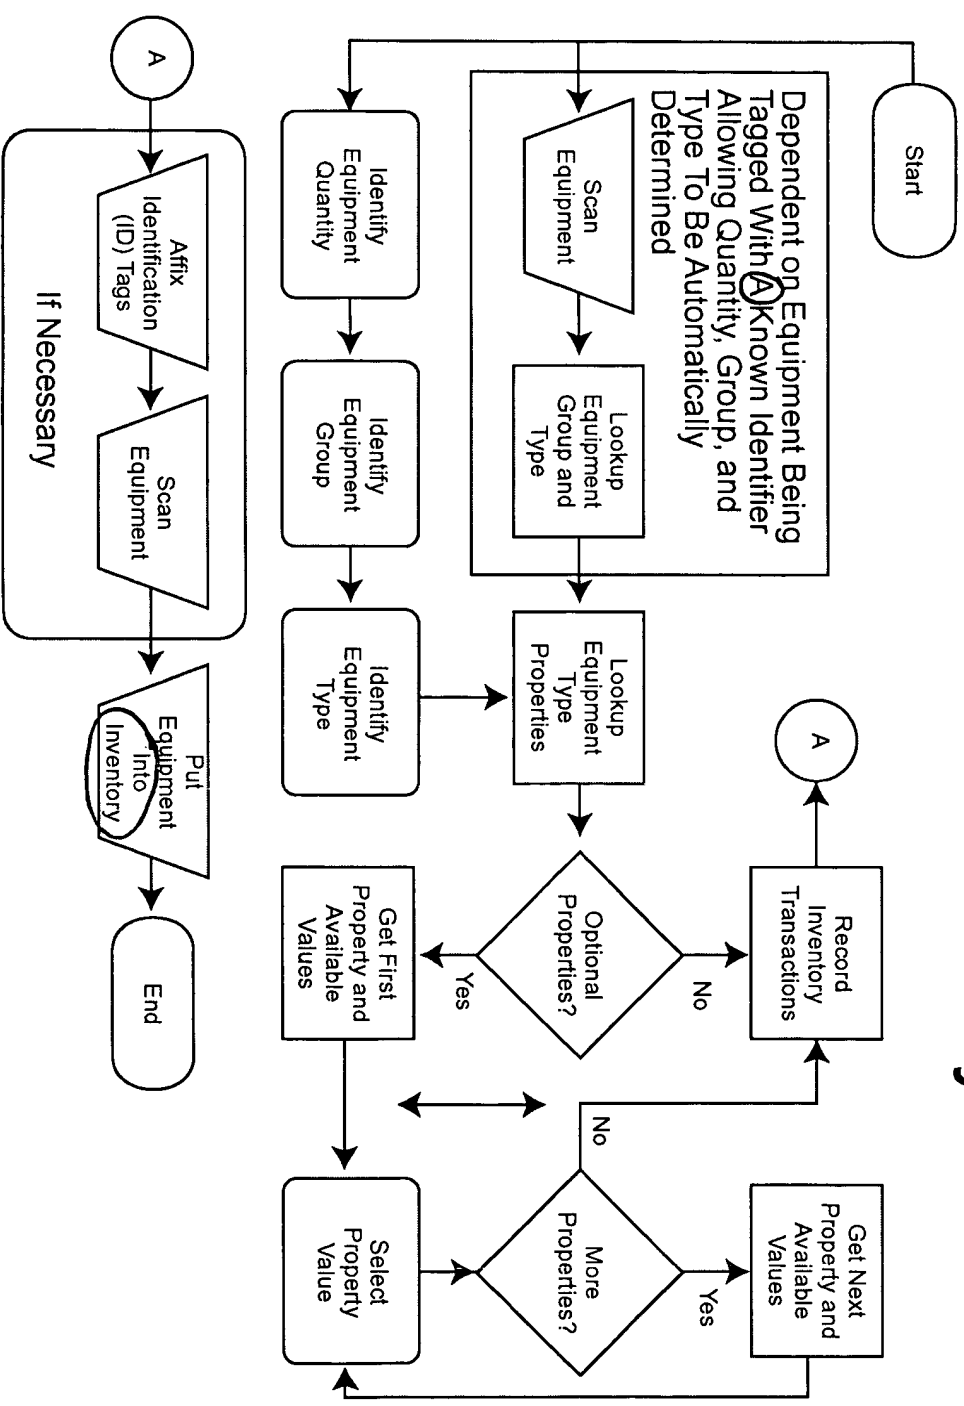 Start
Dependent on Equipment Being
Tagged With A Known Identifier
Allowing Quantity, Group, and
Type To Be Automatically
Determined
Scan
Equipment
Lookup
Equipment
Group and
Type
Identify
Equipment
Quantity
Identify
Equipment
Group
Identify
Equipment
Type
Lookup
Equipment
Type
Properties
Optional
Properties?
No
Yes
Record
Inventory
Transactions
A
Get First
Property and
Available
Values
Select
Property
Value
More
Properties?
No
Yes
Get Next
Property and
Available
Values
A
Affix
Identification
(ID) Tags
Scan
Equipment
If Necessary
Put
Equipment
Into
Inventory
End